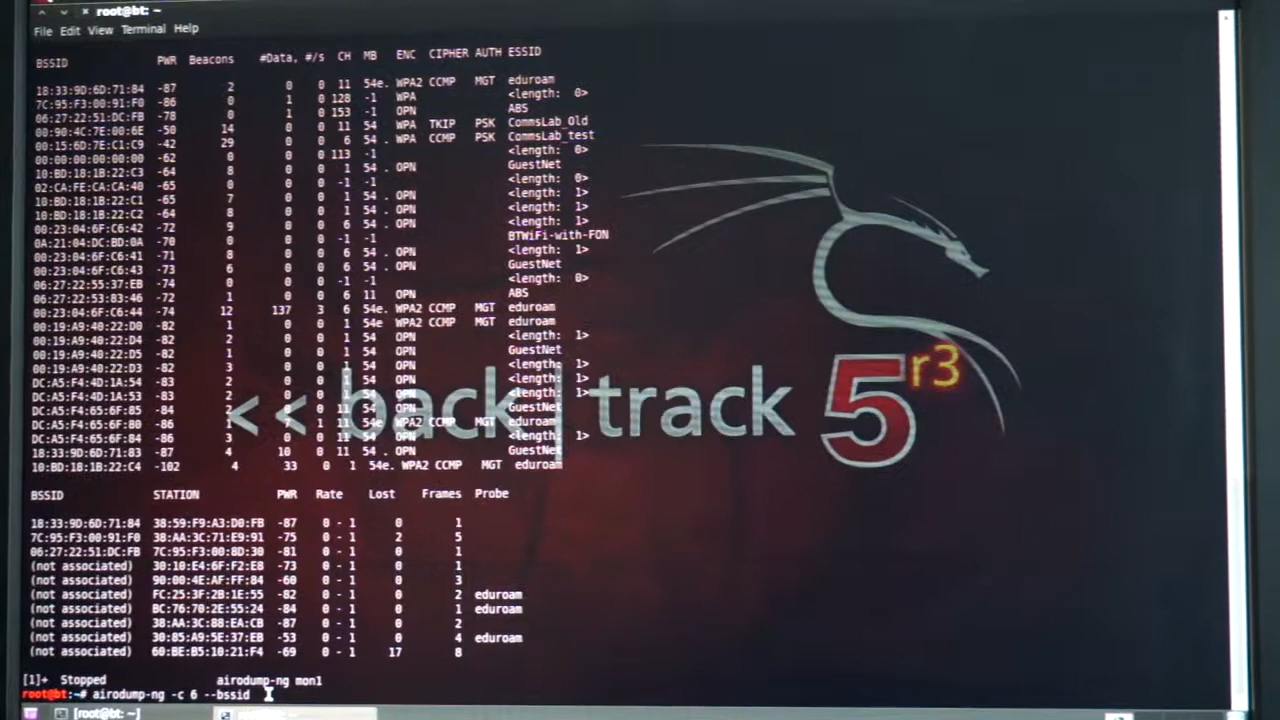 root@bt: ~
File Edit View Terminal Help
BSSID PWR Beacons #Data, #/s CH MB ENC CIPHER AUTH ESSID
18:33:9D:6D:71:84 -87 2 0 0 11 54e. WPA2 CCMP MGT eduroam
7C:95:F3:00:91:F0 -86 0 1 0 128 -1 WPA <length: 0>
06:27:22:51:DC:FB -78 0 1 0 153 -1 OPN ABS
00:90:4C:7E:00:6E -50 14 0 0 11 54 WPA TKIP PSK CommsLab_Old
00:15:6D:7E:C1:C9 -42 29 0 0 6 54 . WPA CCMP PSK CommsLab_test
00:00:00:00:00:00 -62 0 0 0 113 -1 <length: 0>
10:BD:18:1B:22:C3 -64 8 0 0 1 54 . OPN GuestNet
02:CA:FE:CA:CA:40 -65 0 0 0 -1 -1 <length: 0>
10:BD:18:1B:22:C1 -65 7 0 0 1 54 . OPN <length: 1>
10:BD:18:1B:22:C2 -64 8 0 0 1 54 . OPN <length: 1>
00:23:04:6F:C6:42 -72 9 0 0 6 54 . OPN <length: 1>
0A:21:04:DC:BD:0A -70 0 0 0 -1 -1 BTWiFi-with-FON
00:23:04:6F:C6:41 -71 8 0 0 6 54 . OPN <length: 1>
00:23:04:6F:C6:43 -73 6 0 0 6 54 . OPN GuestNet
06:27:22:55:37:EB -74 0 0 0 -1 -1 <length: 0>
06:27:22:53:83:46 -72 1 0 0 6 11 OPN ABS
00:23:04:6F:C6:44 -74 12 137 3 6 54e. WPA2 CCMP MGT eduroam
00:19:A9:40:22:D0 -82 1 0 0 1 54e WPA2 CCMP MGT eduroam
00:19:A9:40:22:D4 -82 2 0 0 1 54 OPN <length: 1>
00:19:A9:40:22:D5 -82 1 0 0 1 54 OPN GuestNet
00:19:A9:40:22:D3 -82 3 0 0 1 54 OPN <length: 1>
DC:A5:F4:4D:1A:54 -83 2 0 0 1 54 . OPN <length: 1>
DC:A5:F4:4D:1A:53 -83 2 0 0 1 54 . OPN <length: 1>
DC:A5:F4:65:6F:85 -84 2 0 0 11 54 . OPN GuestNet
DC:A5:F4:65:6F:80 -86 1 7 1 11 54e. WPA2 CCMP MGT eduroam
DC:A5:F4:65:6F:84 -86 3 0 0 11 54 . OPN <length: 1>
18:33:9D:6D:71:83 -87 4 10 0 11 54 . OPN GuestNet
10:BD:18:1B:22:C4 -102 4 33 0 1 54e. WPA2 CCMP MGT eduroam
<< back|track 5 r3
BSSID STATION PWR Rate Lost Frames Probe
18:33:9D:6D:71:84 38:59:F9:A3:D0:FB -87 0 - 1 0 1
7C:95:F3:00:91:F0 38:AA:3C:71:E9:91 -75 0 - 1 2 5
06:27:22:51:DC:FB 7C:95:F3:00:8D:30 -81 0 - 1 0 1
(not associated) 30:10:E4:6F:F2:E8 -73 0 - 1 0 1
(not associated) 90:00:4E:AF:FF:84 -60 0 - 1 0 3
(not associated) FC:25:3F:2B:1E:55 -82 0 - 1 0 2 eduroam
(not associated) BC:76:70:2E:55:24 -84 0 - 1 0 1 eduroam
(not associated) 38:AA:3C:88:EA:CB -87 0 - 1 0 2
(not associated) 30:85:A9:5E:37:EB -53 0 - 1 0 4 eduroam
(not associated) 60:BE:B5:10:21:F4 -69 0 - 1 17 8
[1]+ Stopped airodump-ng mon1
root@bt:~# airodump-ng -c 6 --bssid
[root@bt: ~]